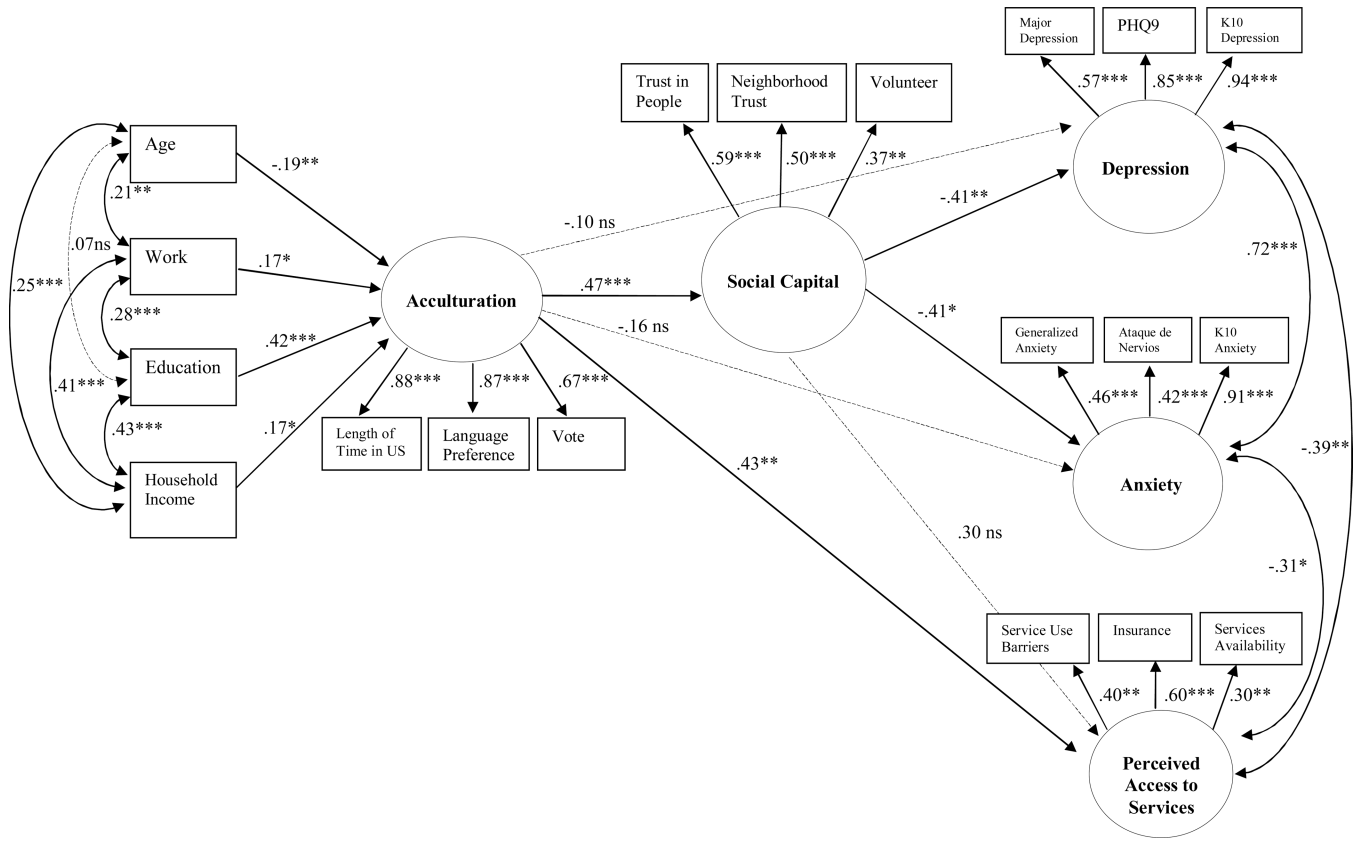 Major
Depression
PHQ9
K10
Depression
.57***
.85***
.94***
Depression
Trust in
People
Neighborhood
Trust
Volunteer
.59***
.50***
.37**
Social Capital
Age
Work
Education
Household
Income
.21**
.07ns
.25***
.28***
.41***
.43***
-.19**
.17*
.42***
.17*
Acculturation
.88***
.87***
.67***
Length of
Time in US
Language
Preference
Vote
-.10 ns
.47***
-.16 ns
.43**
-.41**
-.41*
.30 ns
Generalized
Anxiety
Ataque de
Nervios
K10
Anxiety
.46***
.42***
.91***
Anxiety
.72***
-.39**
-.31*
Service Use
Barriers
Insurance
Services
Availability
.40**
.60***
.30**
Perceived
Access to
Services